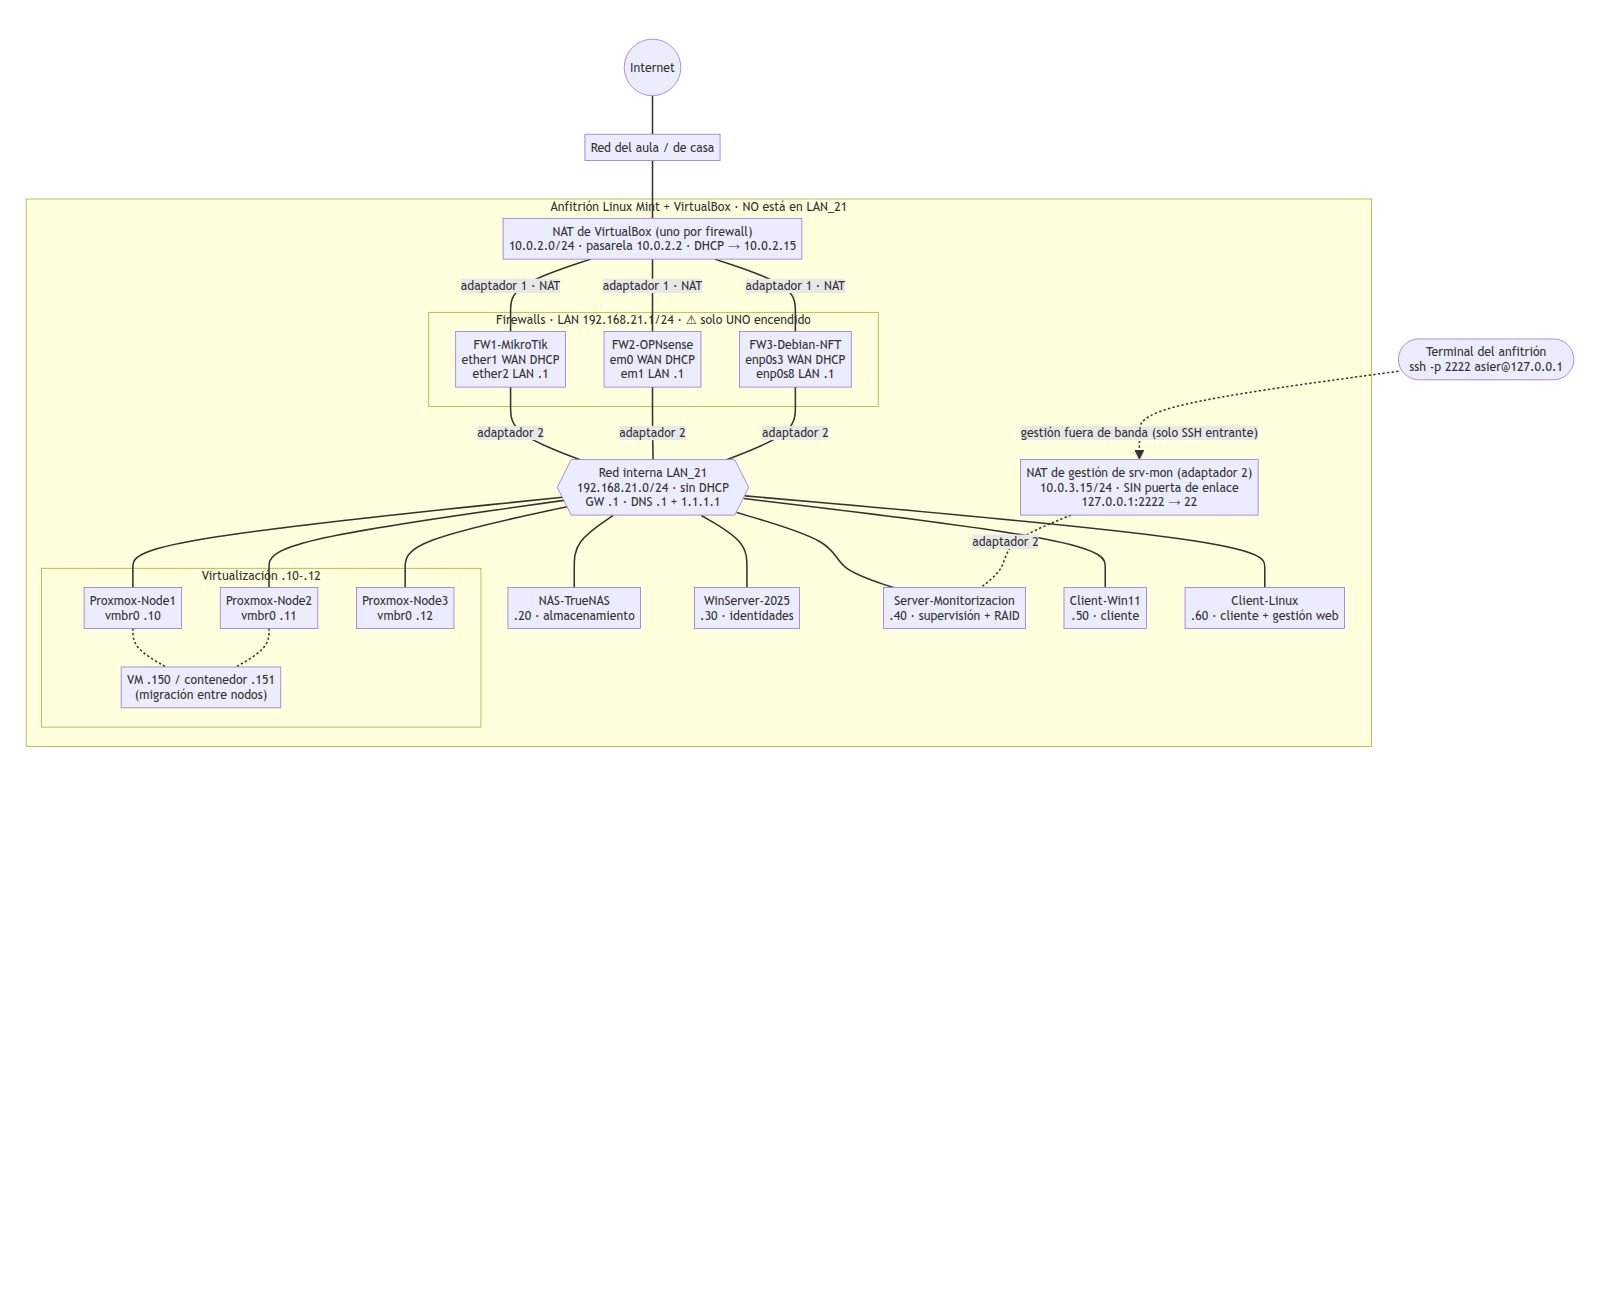 Internet
Red del aula / de casa
Anfitrión Linux Mint + VirtualBox · NO está en LAN_21
NAT de VirtualBox (uno por firewall)
10.0.2.0/24 · pasarela 10.0.2.2 · DHCP → 10.0.2.15
adaptador 1 · NAT
adaptador 1 · NAT
adaptador 1 · NAT
Firewalls · LAN 192.168.21.1/24 · ⚠ solo UNO encendido
FW1-MikroTik
ether1 WAN DHCP
ether2 LAN .1
FW2-OPNsense
em0 WAN DHCP
em1 LAN .1
FW3-Debian-NFT
enp0s3 WAN DHCP
enp0s8 LAN .1
Terminal del anfitrión
ssh -p 2222 asier@127.0.0.1
adaptador 2
adaptador 2
adaptador 2
gestión fuera de banda (solo SSH entrante)
Red interna LAN_21
192.168.21.0/24 · sin DHCP
GW .1 · DNS .1 + 1.1.1.1
NAT de gestión de srv-mon (adaptador 2)
10.0.3.15/24 · SIN puerta de enlace
127.0.0.1:2222 → 22
adaptador 2
Virtualización .10-.12
Proxmox-Node1
vmbr0 .10
Proxmox-Node2
vmbr0 .11
Proxmox-Node3
vmbr0 .12
NAS-TrueNAS
.20 · almacenamiento
WinServer-2025
.30 · identidades
Server-Monitorizacion
.40 · supervisión + RAID
Client-Win11
.50 · cliente
Client-Linux
.60 · cliente + gestión web
VM .150 / contenedor .151
(migración entre nodos)